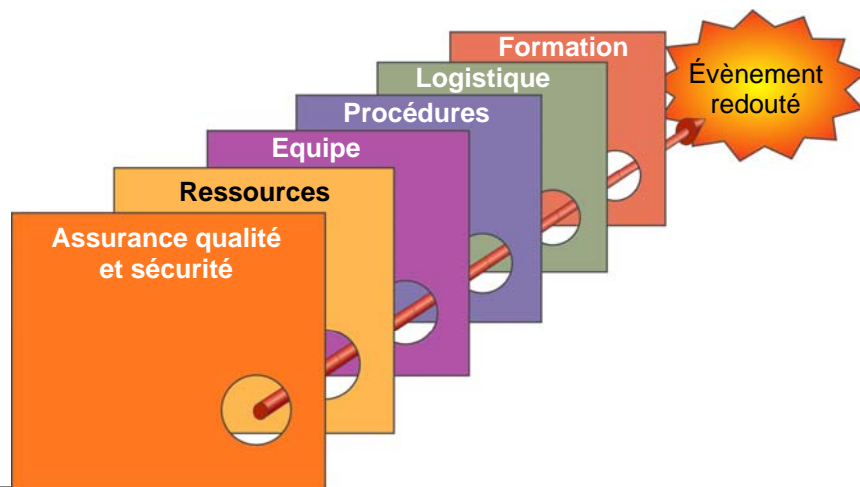 Formation
Logistique
Procédures
Equipe
Ressources
Assurance qualité
et sécurité
Évènement
redouté